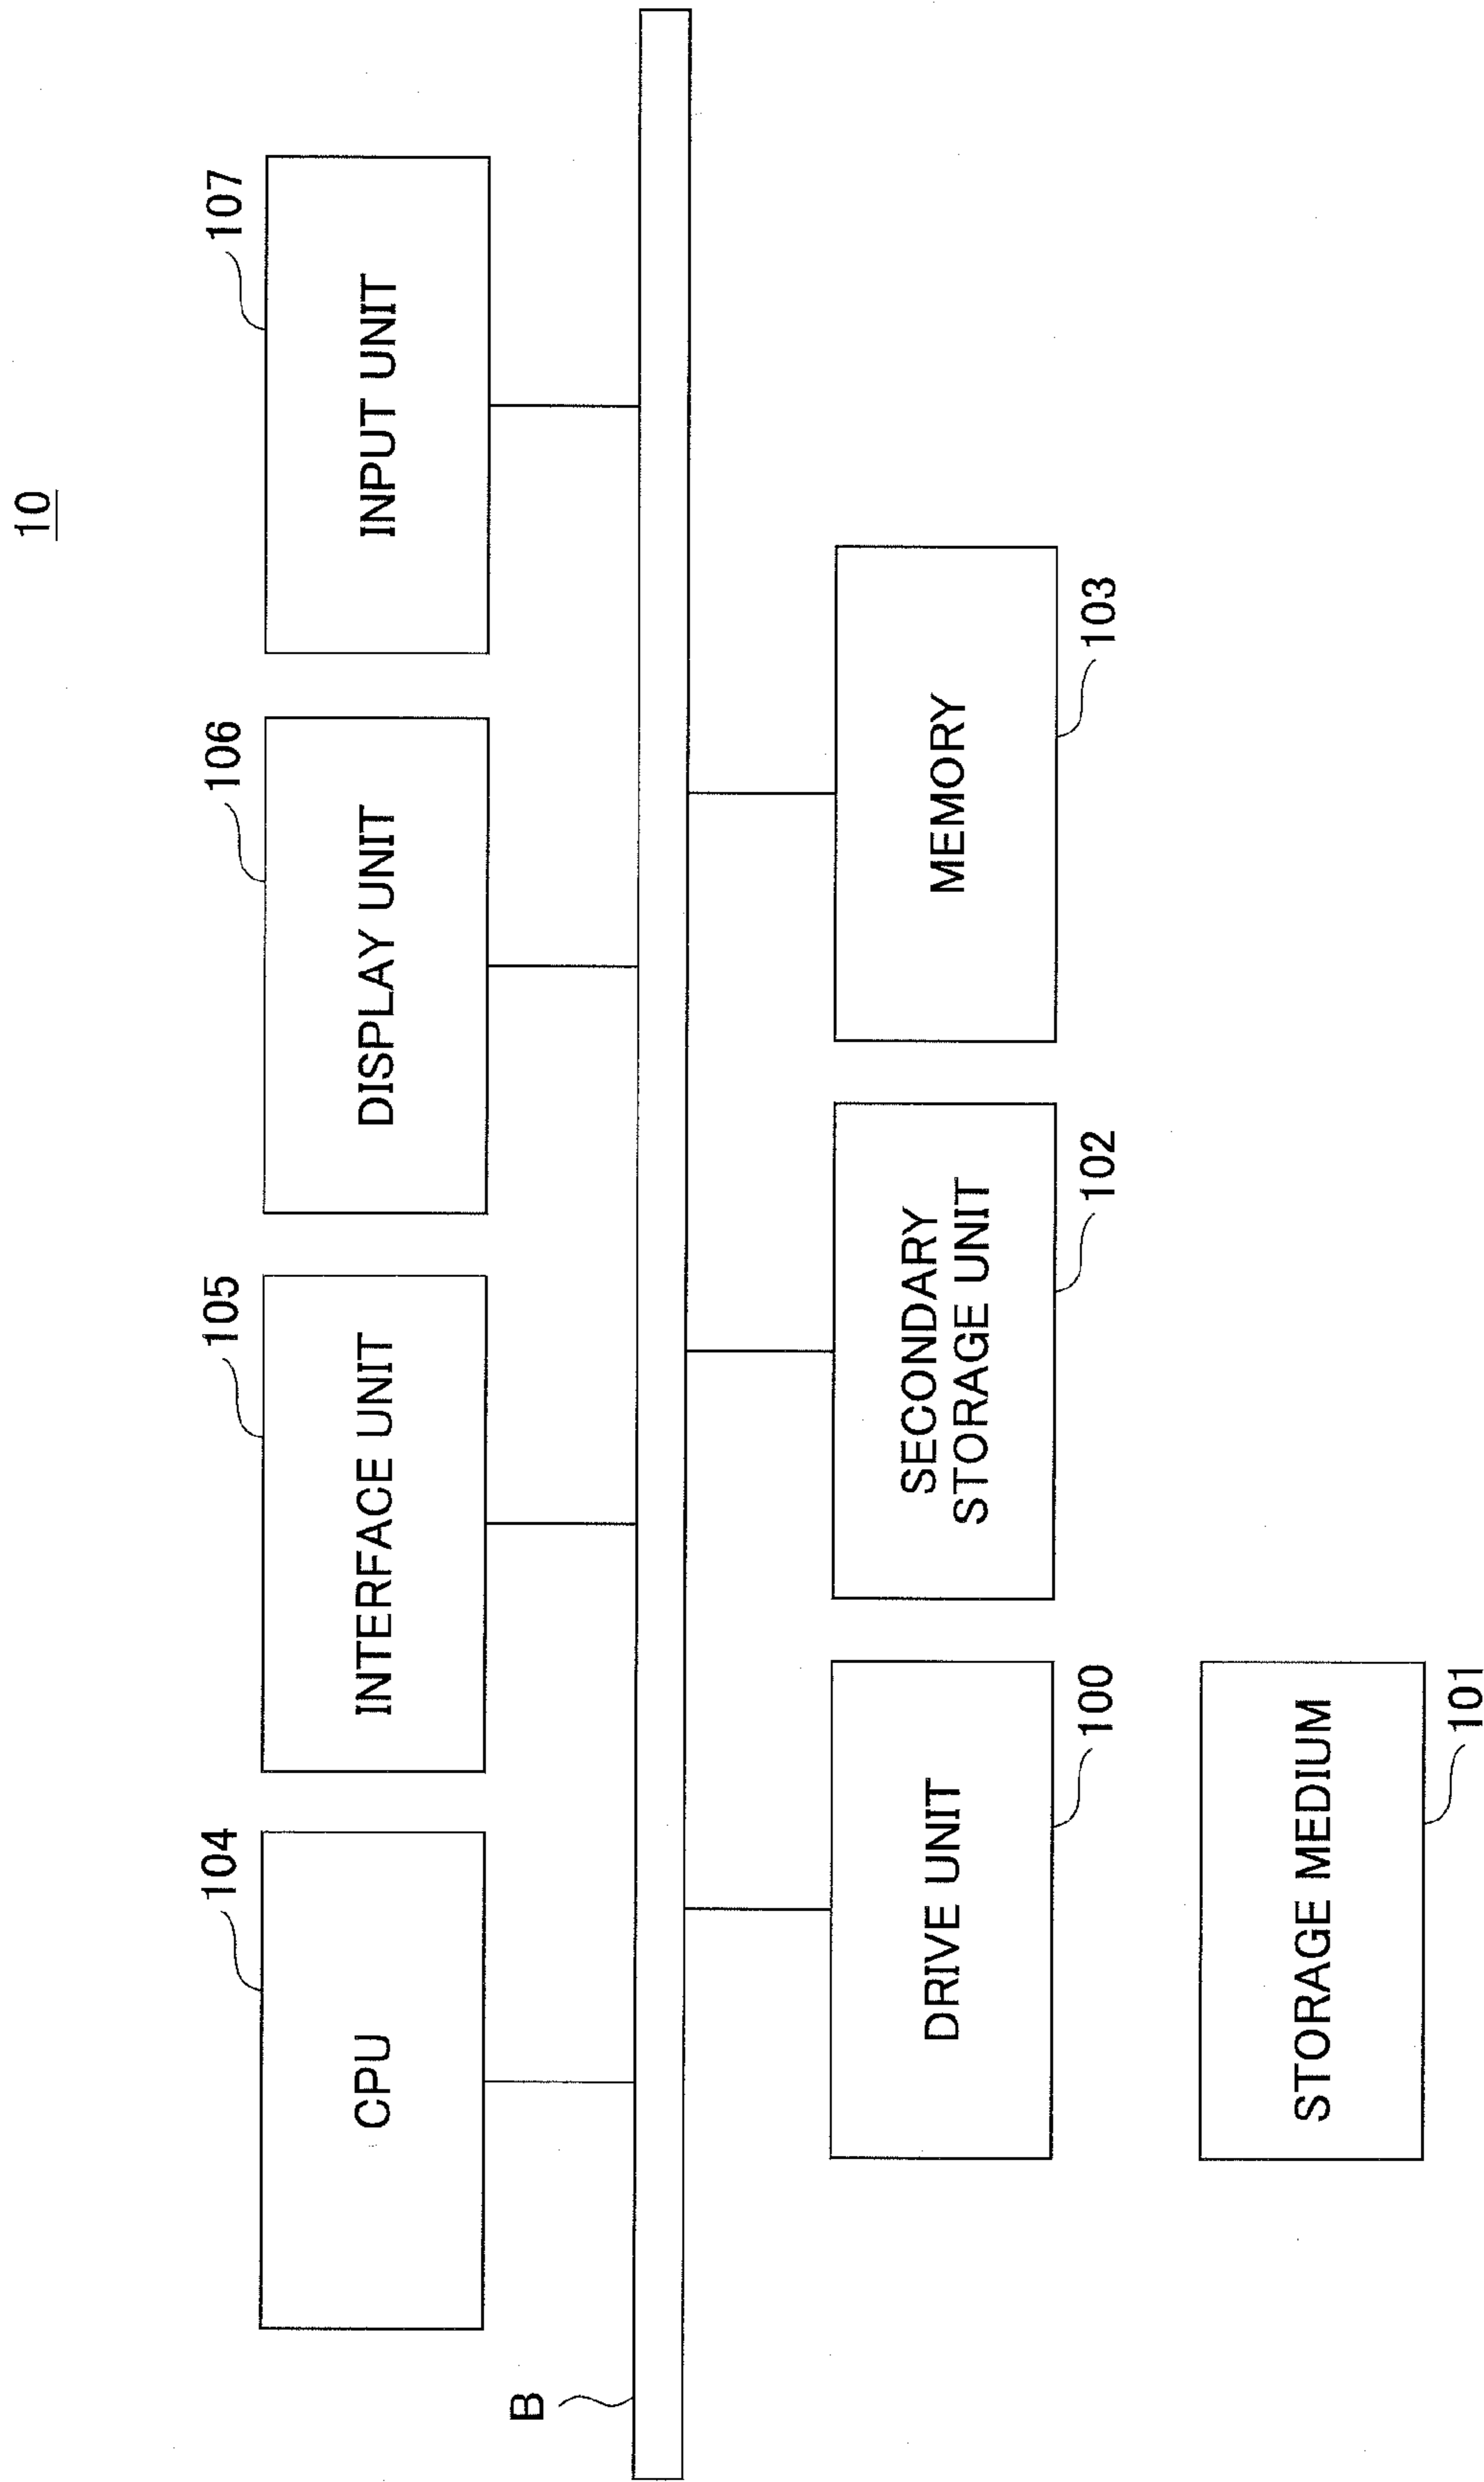 10
104
105
106
107
CPU
INTERFACE UNIT
DISPLAY UNIT
INPUT UNIT
B
DRIVE UNIT
SECONDARY
STORAGE UNIT
MEMORY
100
102
103
STORAGE MEDIUM
101